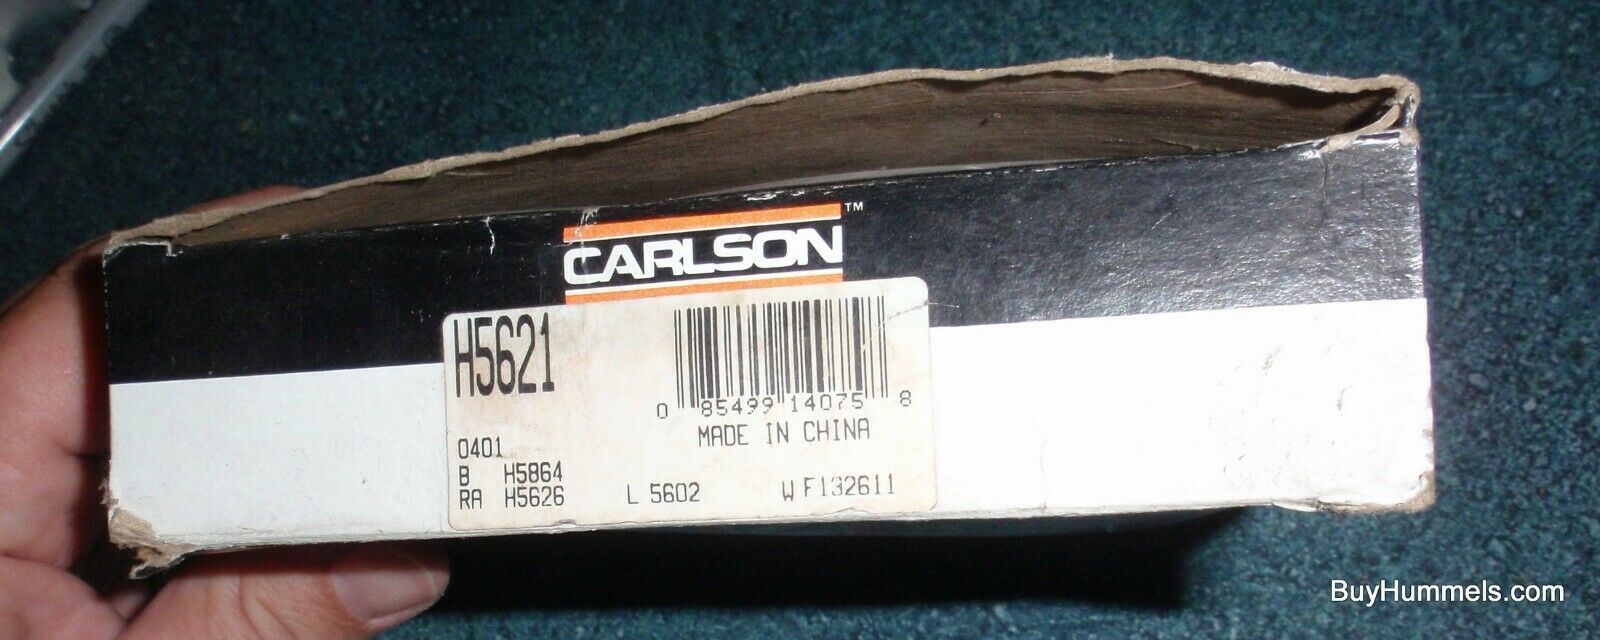 CARLSON™
H5621
0 85499 14075 8
MADE IN CHINA
0401
B H5864
RA H5626 L 5602 W F132611
BuyHummels.com